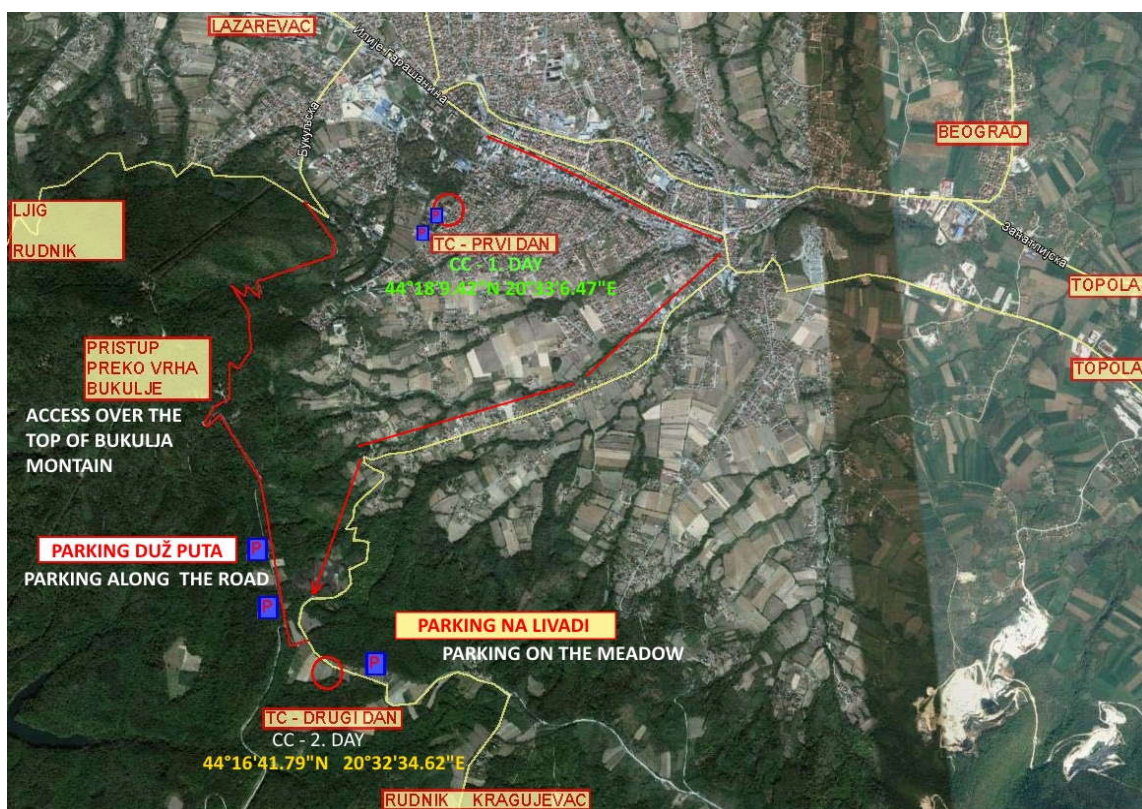 LAZAREVAC
Илије Гарашанина
Букуљска
BEOGRAD
LJIG
RUDNIK
Занатлијска
P
P
TC - PRVI DAN
CC - 1. DAY
44°18'9.42"N 20°33'6.47"E
TOPOLA
PRISTUP
PREKO VRHA
BUKULJE
TOPOLA
ACCESS OVER THE
TOP OF BUKULJA
MONTAIN
PARKING DUŽ PUTA
P
PARKING ALONG THE ROAD
P
PARKING NA LIVADI
PARKING ON THE MEADOW
P
TC - DRUGI DAN
CC - 2. DAY
44°16'41.79"N 20°32'34.62"E
RUDNIK KRAGUJEVAC